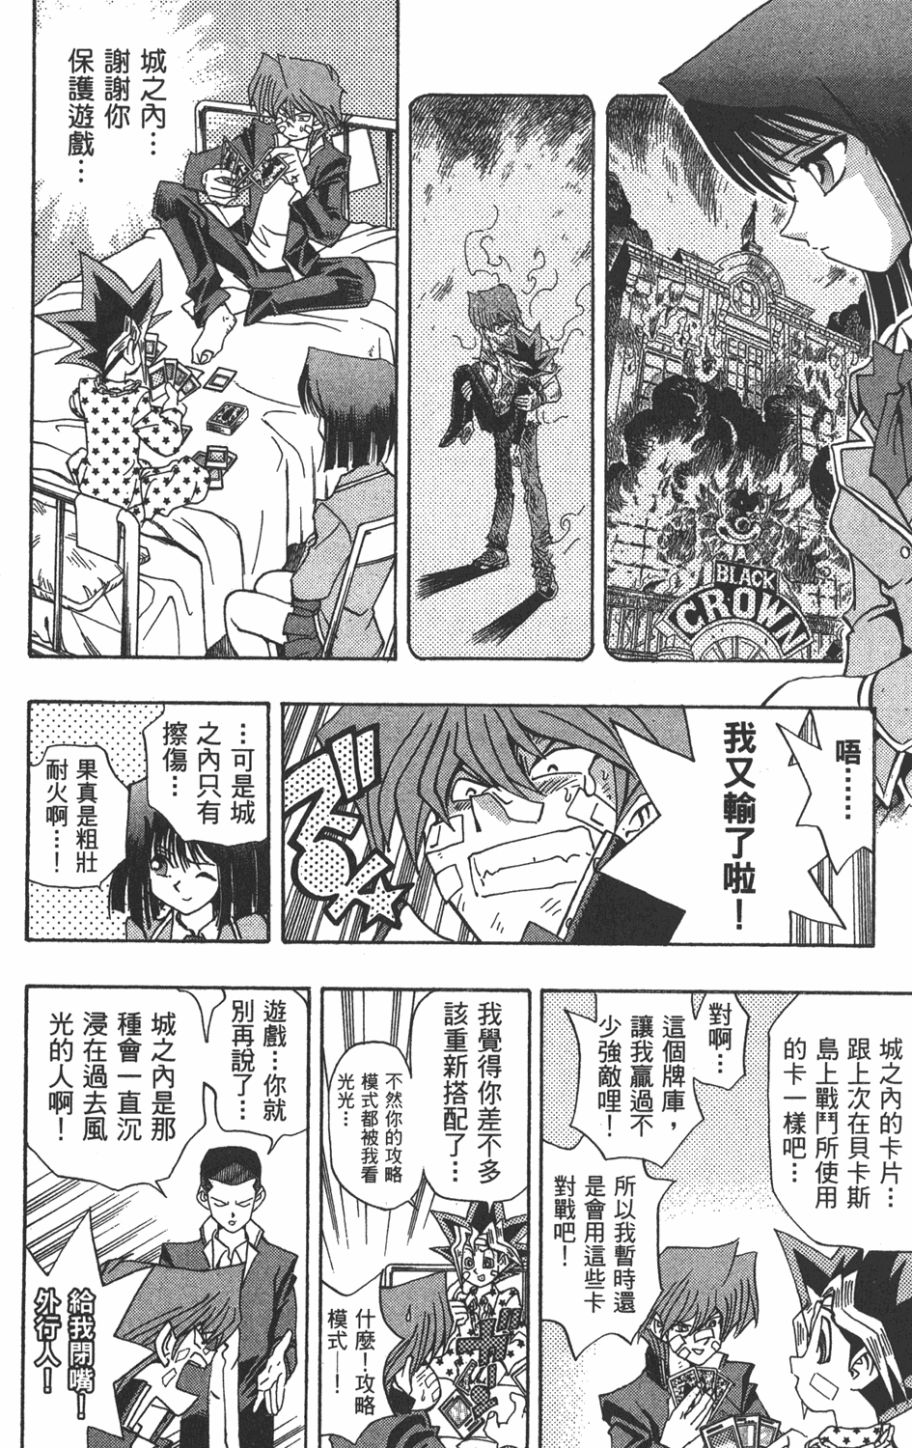 BLACK
CROWN
城之內…
謝謝你
保護遊戲…
唔……
我又輸了啦！
…可是城
之內只有
擦傷…
果真是粗壯
耐火啊…！
城之內的卡片…
跟上次在貝卡斯
島上戰鬥所使用
的卡一樣吧…
對啊…
這個牌庫，
讓我贏過不
少強敵哩！
所以我暫時還
是會用這些卡
對戰吧！
我覺得你差不多
該重新搭配了…
不然你的攻略
模式都被我看
光光…
什麼！攻略
模式──！
遊戲…你就
別再說了…
城之內是那
種會一直沉
浸在過去風
光的人啊！
給我閉嘴！
外行人！